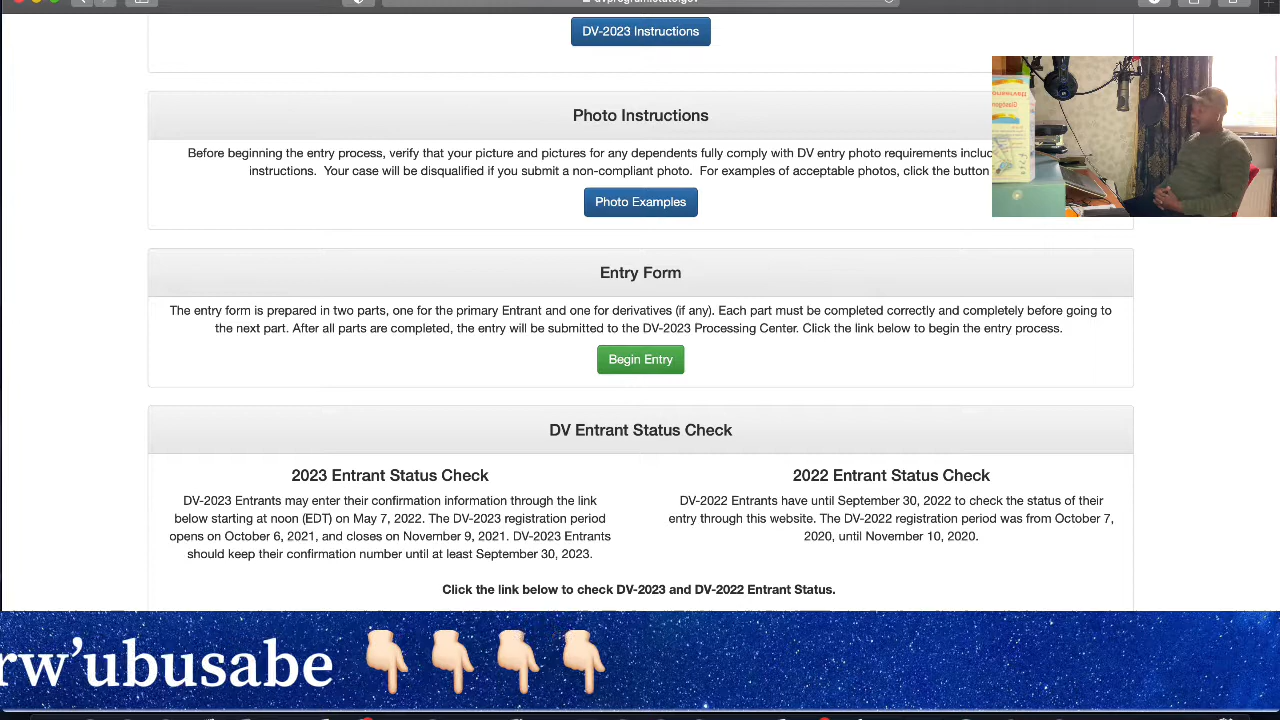 DV-2023 Instructions
Photo Instructions
Before beginning the entry process, verify that your picture and pictures for any dependents fully comply with DV entry photo requirements
instructions. Your case will be disqualified if you submit a non-compliant photo. For examples of acceptable photos, click the button
Photo Examples
Entry Form
The entry form is prepared in two parts, one for the primary Entrant and one for derivatives (if any). Each part must be completed correctly and completely before going to
the next part. After all parts are completed, the entry will be submitted to the DV-2023 Processing Center. Click the link below to begin the entry process.
Begin Entry
DV Entrant Status Check
2023 Entrant Status Check
DV-2023 Entrants may enter their confirmation information through the link
below starting at noon (EDT) on May 7, 2022. The DV-2023 registration period
opens on October 6, 2021, and closes on November 9, 2021. DV-2023 Entrants
should keep their confirmation number until at least September 30, 2023.
2022 Entrant Status Check
DV-2022 Entrants have until September 30, 2022 to check the status of their
entry through this website. The DV-2022 registration period was from October 7,
2020, until November 10, 2020.
Click the link below to check DV-2023 and DV-2022 Entrant Status.
rw'ubusabe